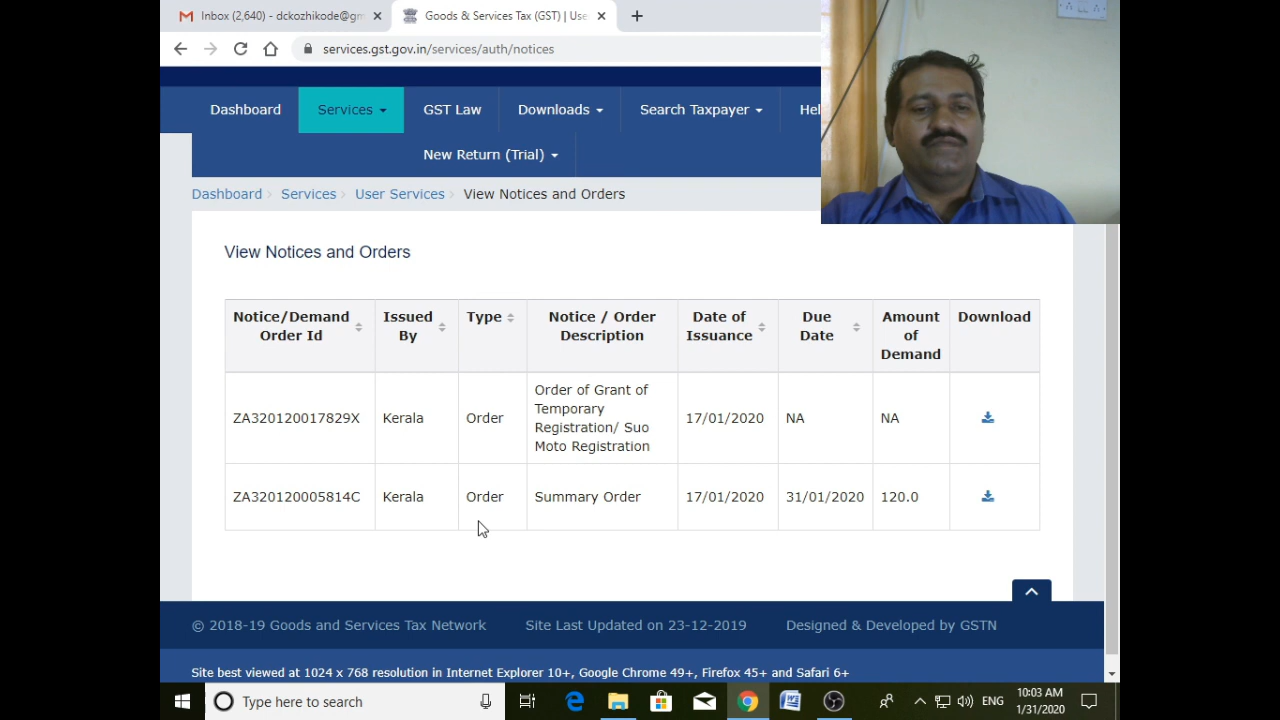 Inbox (2,640) - dckozhikode@gm
Goods & Services Tax (GST) | Use
services.gst.gov.in/services/auth/notices
Dashboard Services GST Law Downloads Search Taxpayer Hel
New Return (Trial)
Dashboard Services User Services View Notices and Orders
View Notices and Orders
Notice/Demand Issued Type Notice / Order Date of Due Amount Download
Order Id By Description Issuance Date of
Demand
Order of Grant of
Temporary
ZA320120017829X Kerala Order 17/01/2020 NA NA
Registration/ Suo
Moto Registration
ZA320120005814C Kerala Order Summary Order 17/01/2020 31/01/2020 120.0
© 2018-19 Goods and Services Tax Network Site Last Updated on 23-12-2019 Designed & Developed by GSTN
Site best viewed at 1024 x 768 resolution in Internet Explorer 10+, Google Chrome 49+, Firefox 45+ and Safari 6+
Type here to search
ENG
10:03 AM
1/31/2020